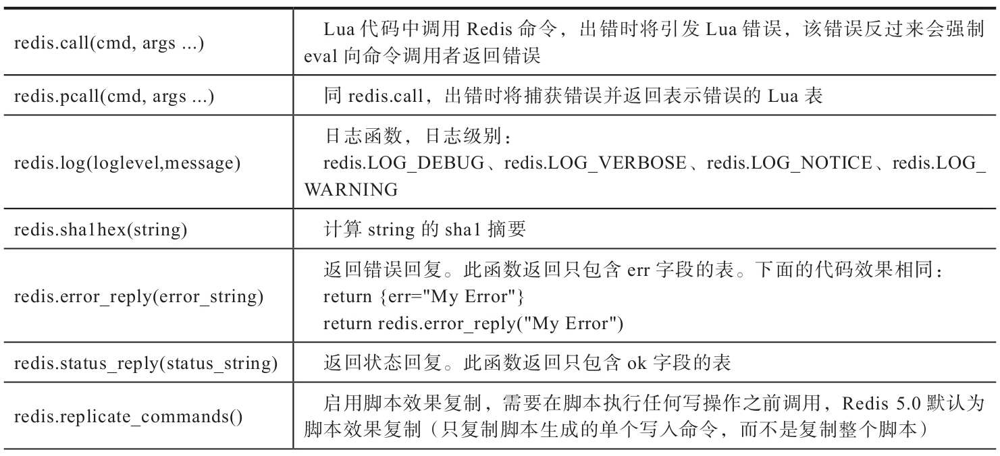 redis.call(cmd, args ...)
Lua 代码中调用 Redis 命令，出错时将引发 Lua 错误，该错误反过来会强制
eval 向命令调用者返回错误
redis.pcall(cmd, args ...)
同 redis.call，出错时将捕获错误并返回表示错误的 Lua 表
redis.log(loglevel,message)
日志函数，日志级别：
redis.LOG_DEBUG、redis.LOG_VERBOSE、redis.LOG_NOTICE、redis.LOG_
WARNING
redis.sha1hex(string)
计算 string 的 sha1 摘要
redis.error_reply(error_string)
返回错误回复。此函数返回只包含 err 字段的表。下面的代码效果相同：
return {err="My Error"}
return redis.error_reply("My Error")
redis.status_reply(status_string)
返回状态回复。此函数返回只包含 ok 字段的表
redis.replicate_commands()
启用脚本效果复制，需要在脚本执行任何写操作之前调用，Redis 5.0 默认为
脚本效果复制（只复制脚本生成的单个写入命令，而不是复制整个脚本）